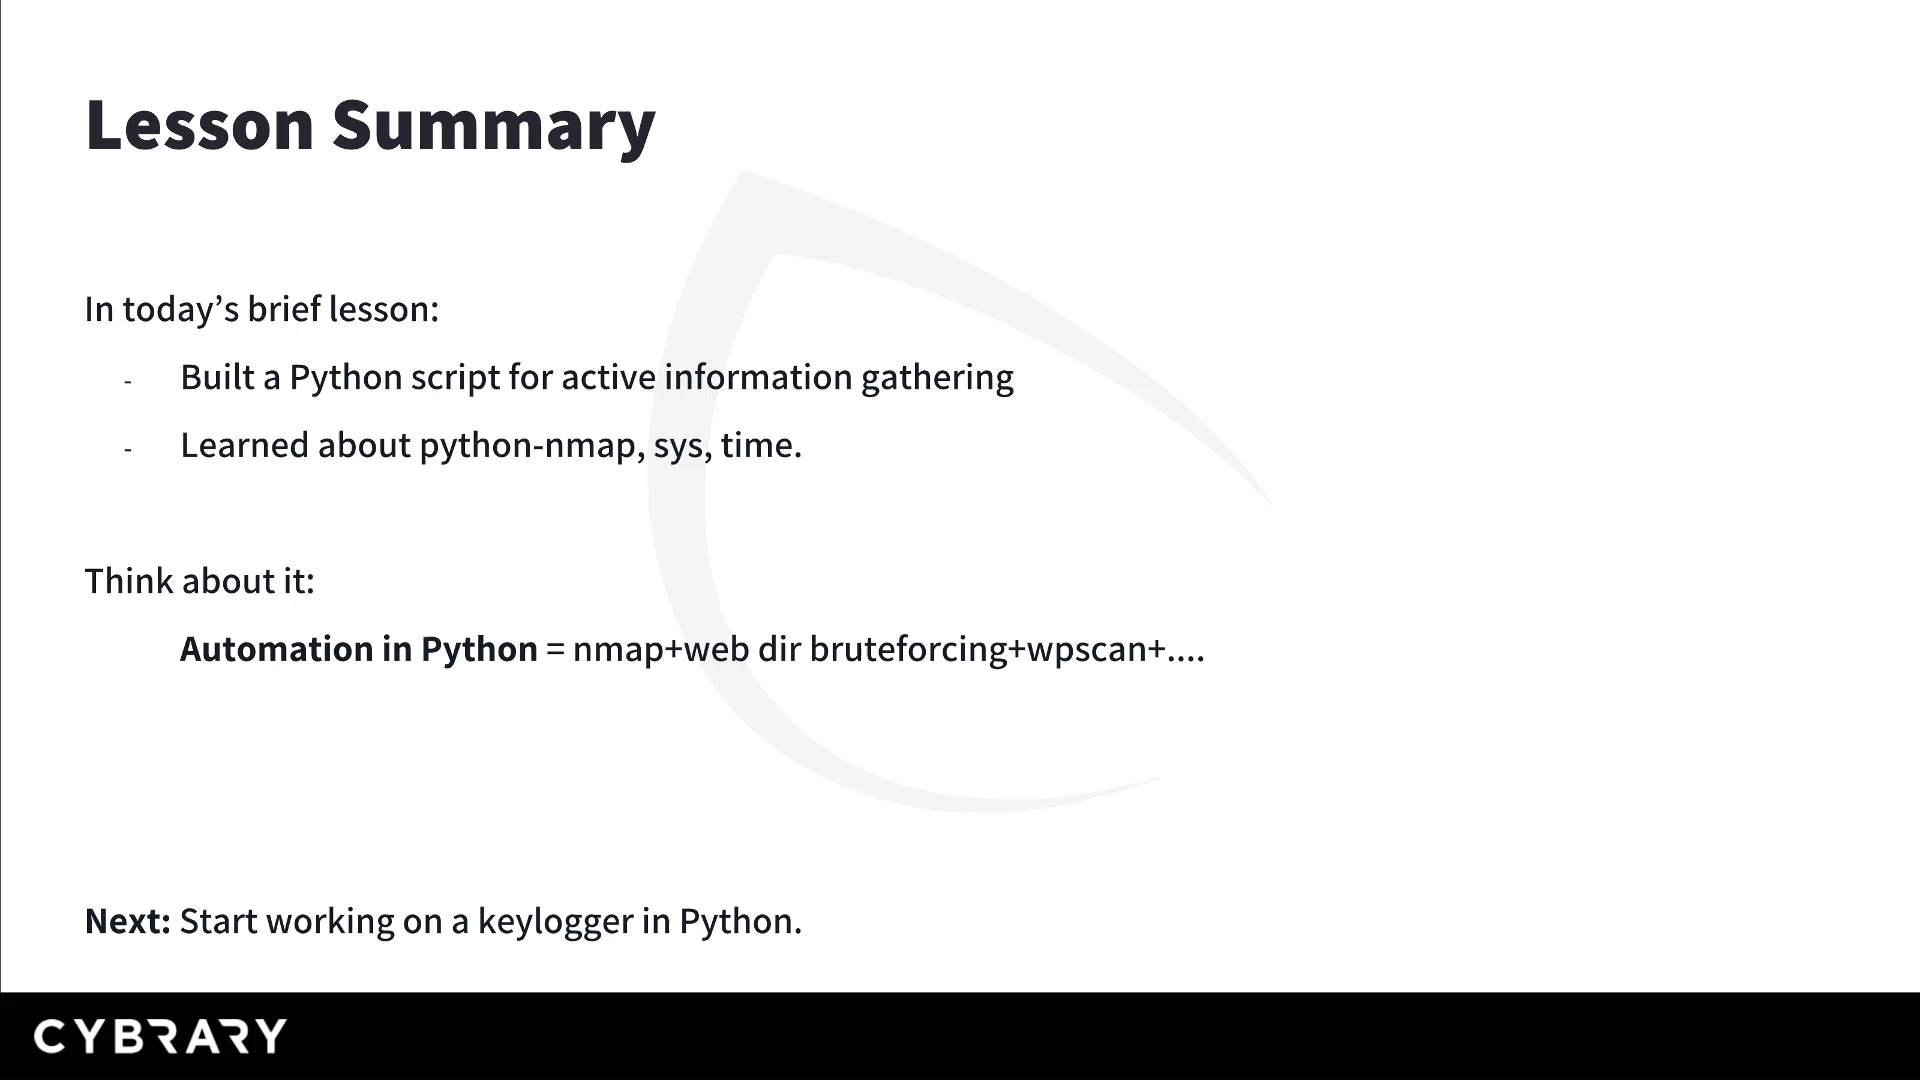 Lesson Summary
In today’s brief lesson:
- Built a Python script for active information gathering
- Learned about python-nmap, sys, time.
Think about it:
Automation in Python = nmap+web dir bruteforcing+wpscan+....
Next: Start working on a keylogger in Python.
CYBRARY